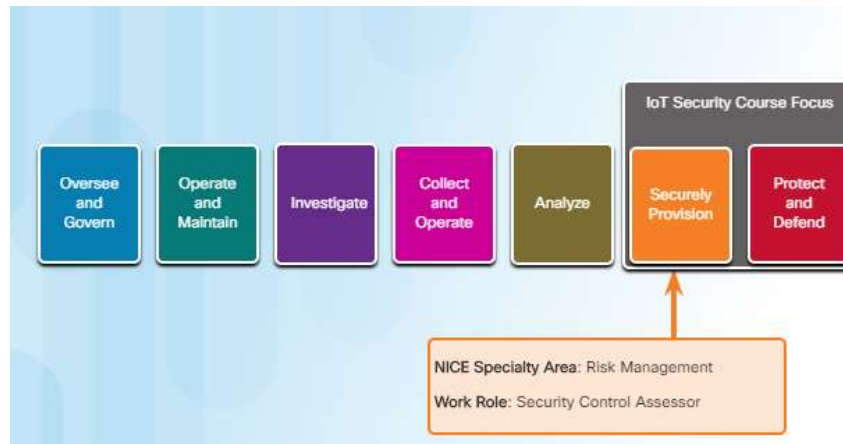 IoT Security Course Focus
Oversee
and
Govern
Operate
and
Maintain
Investigate
Collect
and
Operate
Analyze
Securely
Provision
Protect
and
Defend
NICE Specialty Area: Risk Management
Work Role: Security Control Assessor